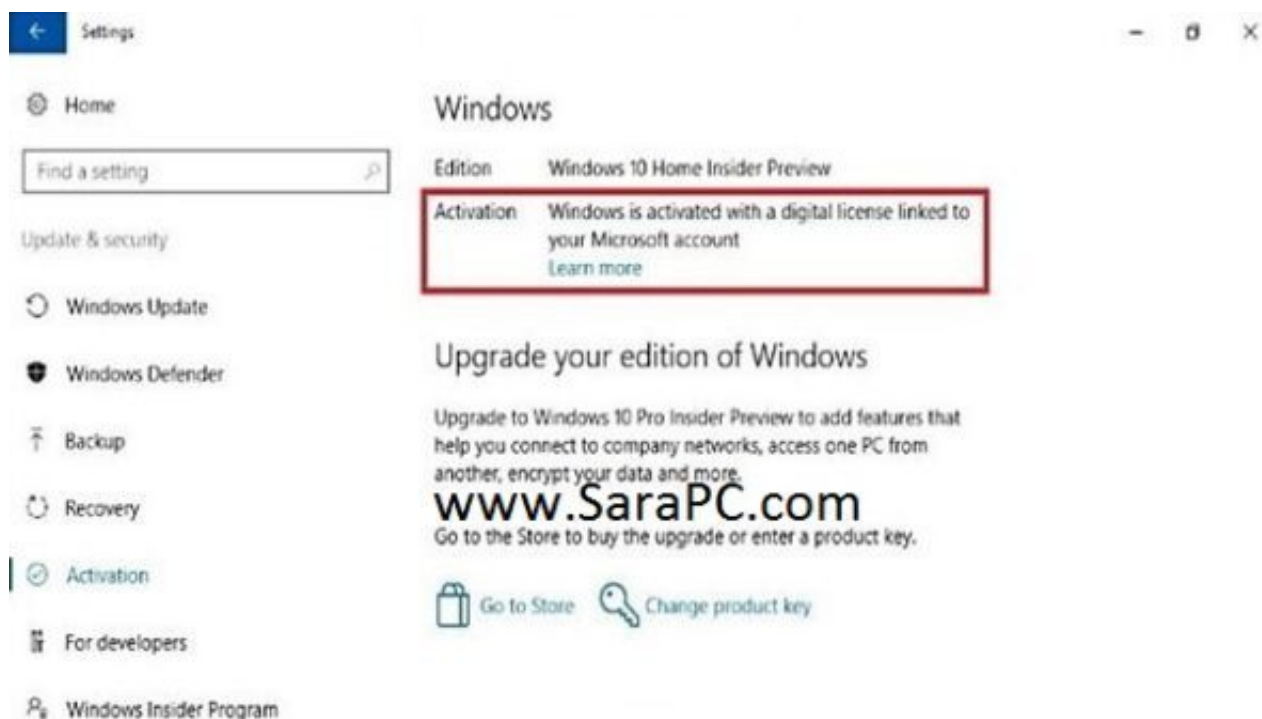 Settings
Home
Find a setting
Update & security
Windows Update
Windows Defender
Backup
Recovery
Activation
For developers
Windows Insider Program
Windows
Edition Windows 10 Home Insider Preview
Activation Windows is activated with a digital license linked to
your Microsoft account
Learn more
Upgrade your edition of Windows
Upgrade to Windows 10 Pro Insider Preview to add features that
help you connect to company networks, access one PC from
another, encrypt your data and more.
www.SaraPC.com
Go to the Store to buy the upgrade or enter a product key.
Go to Store Change product key